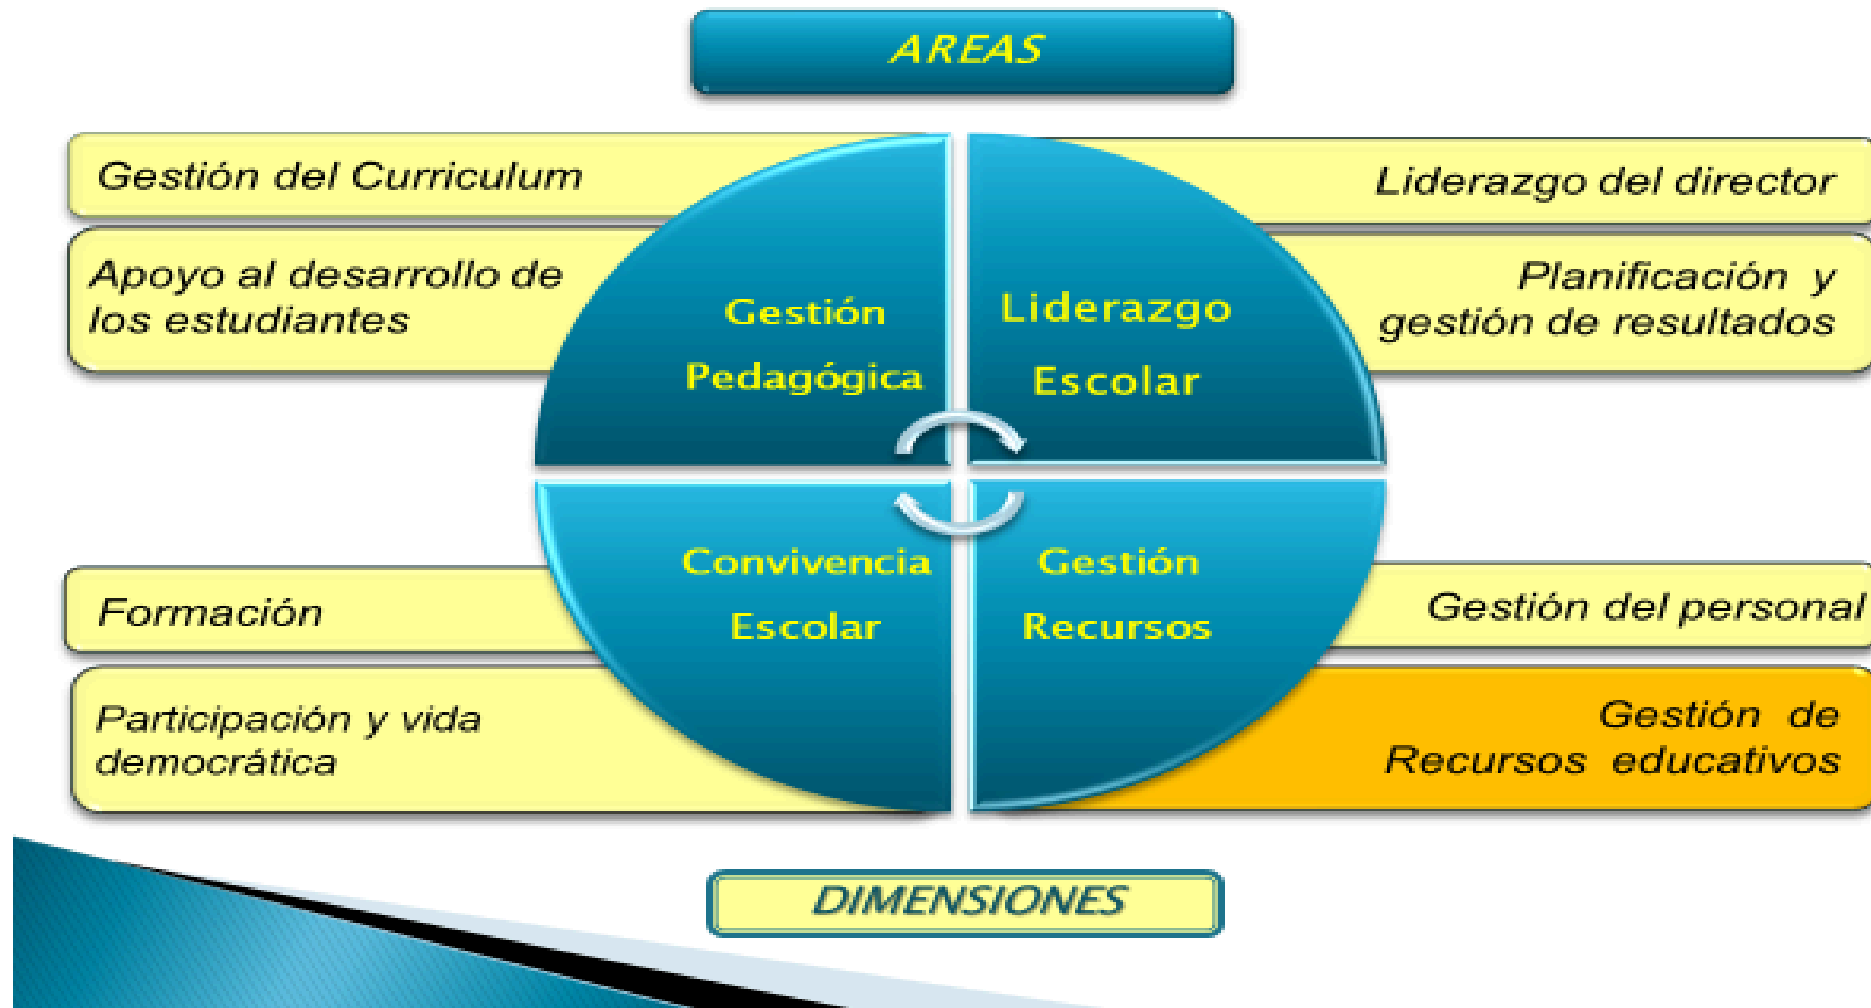 AREAS
Gestión del Curriculum
Apoyo al desarrollo de
los estudiantes
Gestión
Pedagógica
Liderazgo
Escolar
Liderazgo del director
Planificación y
gestión de resultados
Formación
Participación y vida
democrática
Convivencia
Escolar
Gestión
Recursos
Gestión del personal
Gestión de
Recursos educativos
DIMENSIONES